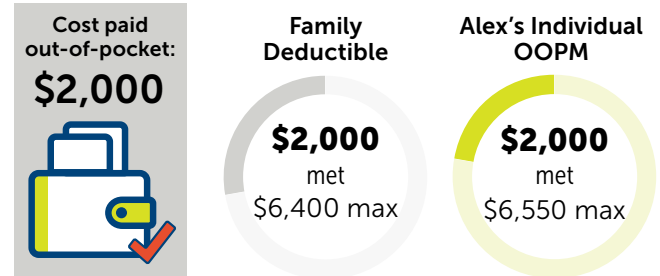 Cost paid
out-of-pocket:
$2,000
Family
Deductible
$2,000
met
$6,400 max
Alex’s Individual
OOPM
$2,000
met
$6,550 max